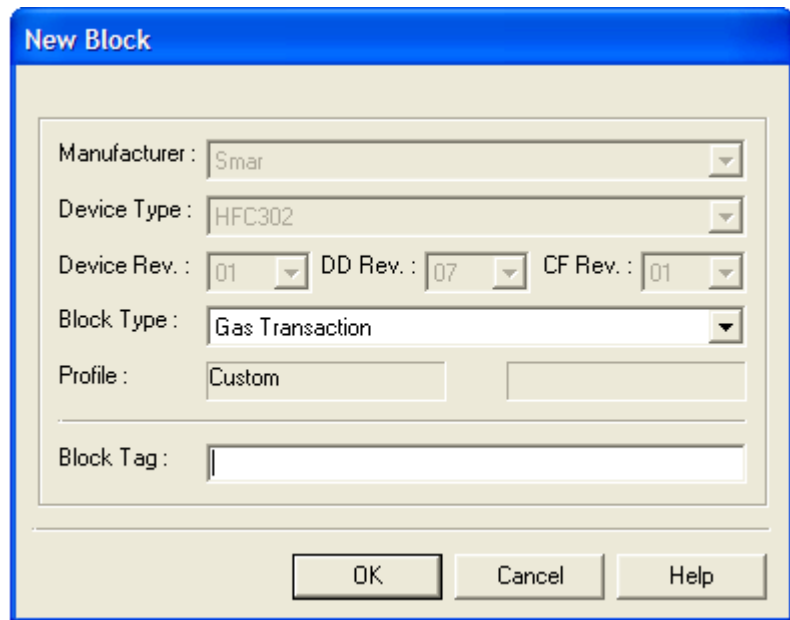 New Block
Manufacturer : Smar
Device Type : HFC302
Device Rev. : 01 DD Rev. : 07 CF Rev. : 01
Block Type : Gas Transaction
Profile : Custom
Block Tag :
OK Cancel Help